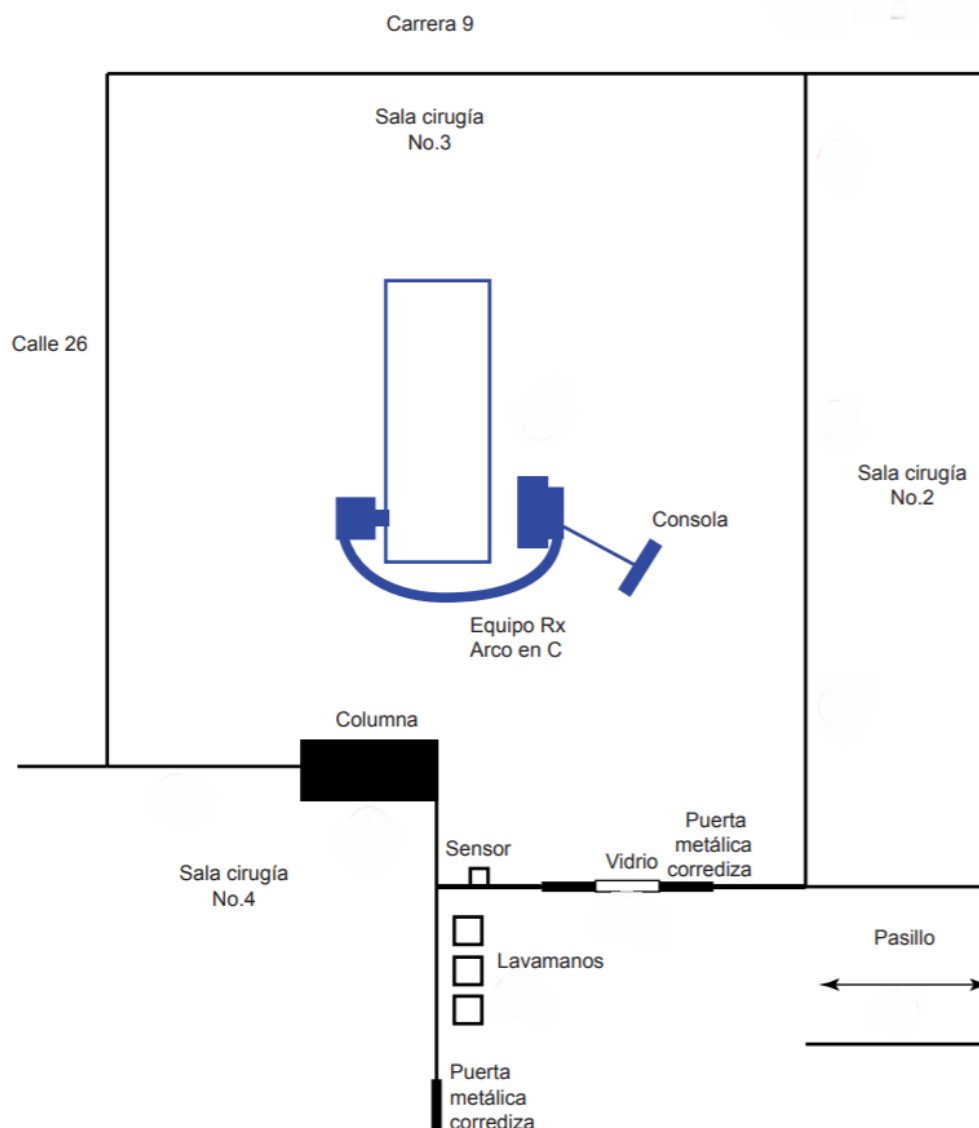 Carrera 9
Sala cirugía
No.3
Calle 26
Sala cirugía
No.2
Consola
Equipo Rx
Arco en C
Columna
Puerta
metálica
corrediza
Sensor
Vidrio
Sala cirugía
No.4
Pasillo
Lavamanos
Puerta
metálica
corrediza